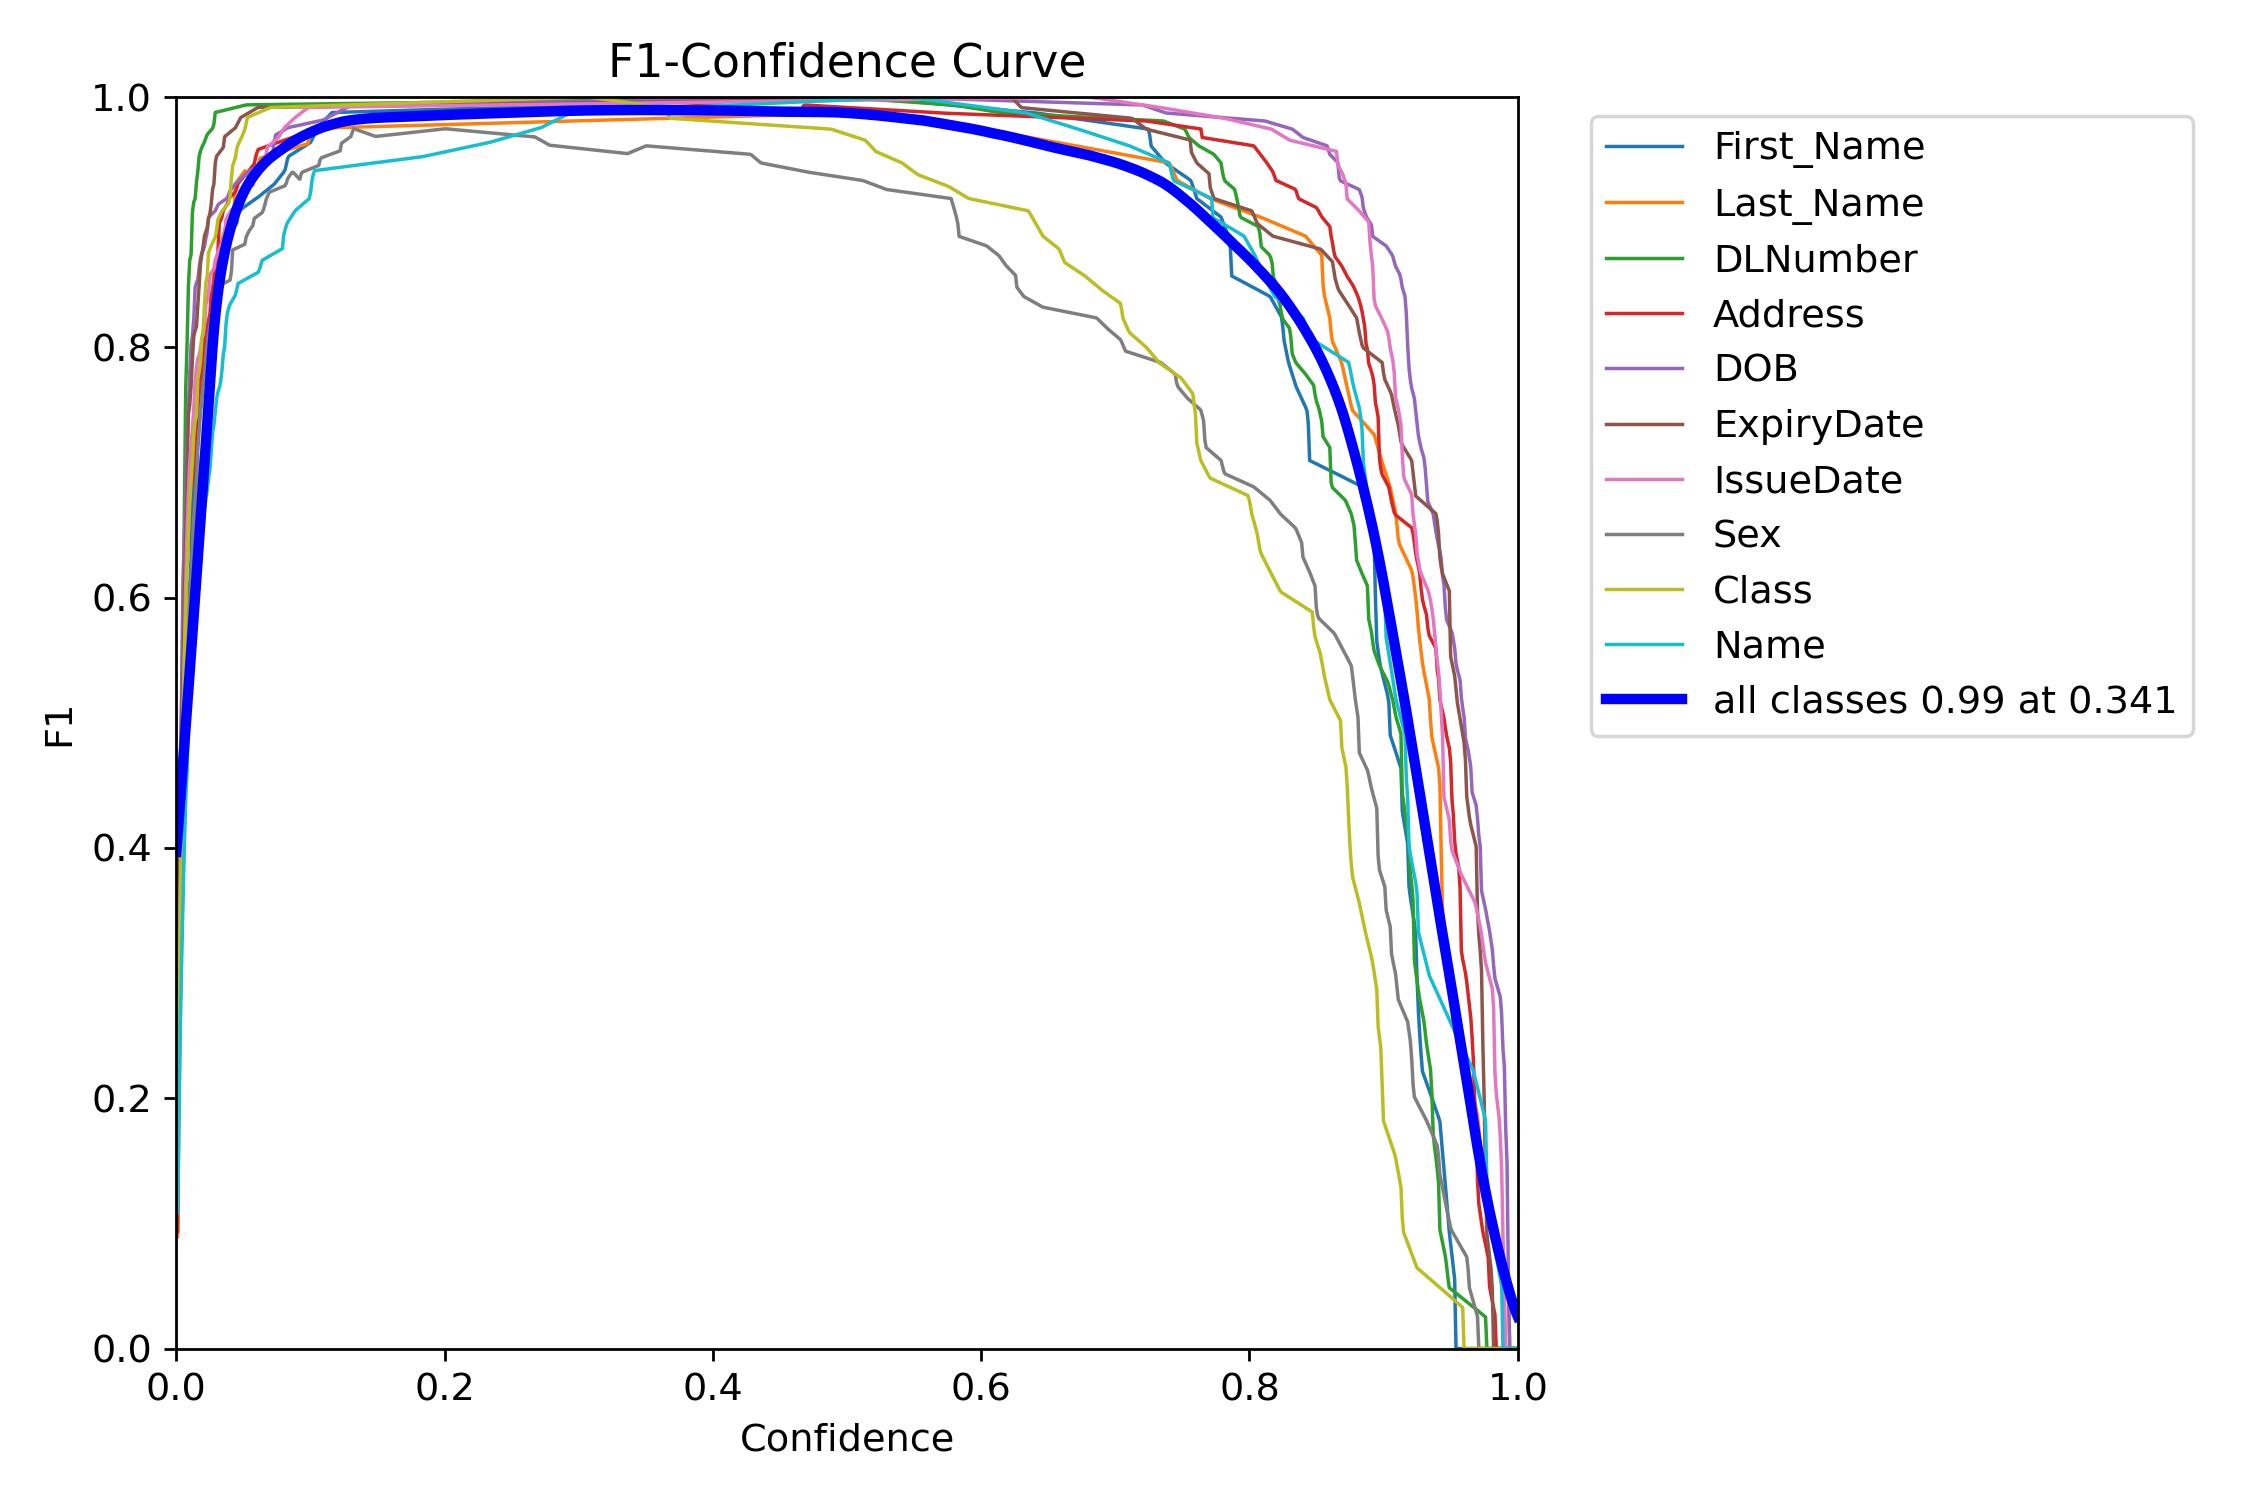 F1-Confidence Curve
1.0
0.8
0.6
0.4
0.2
0.0
F1
0.0 0.2 0.4 0.6 0.8 1.0
Confidence
First_Name
Last_Name
DLNumber
Address
DOB
ExpiryDate
IssueDate
Sex
Class
Name
all classes 0.99 at 0.341